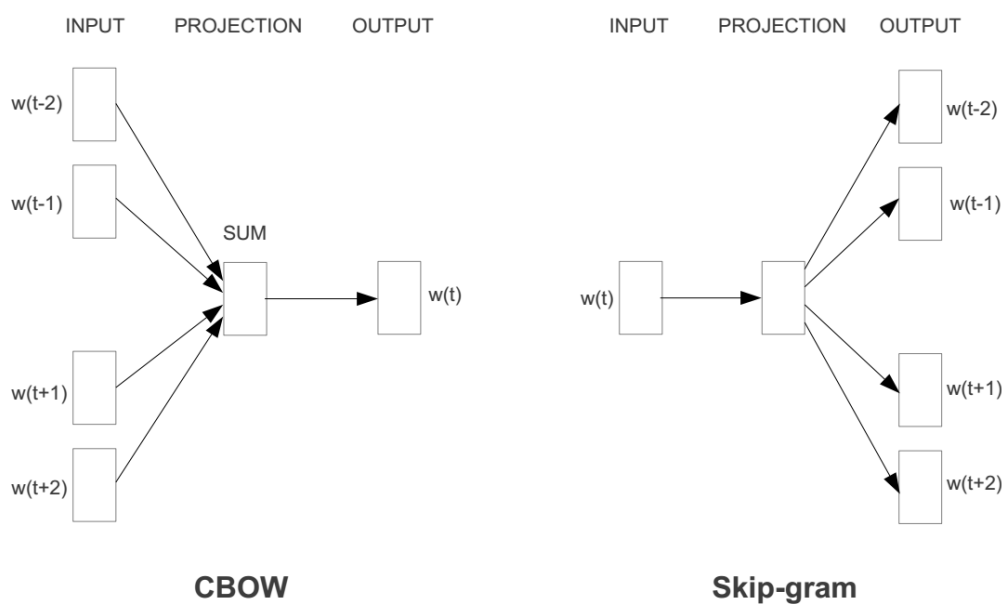 INPUT PROJECTION OUTPUT
w(t-2)
w(t-1)
SUM
w(t)
w(t+1)
w(t+2)
CBOW
INPUT PROJECTION OUTPUT
w(t-2)
w(t-1)
w(t)
w(t+1)
w(t+2)
Skip-gram